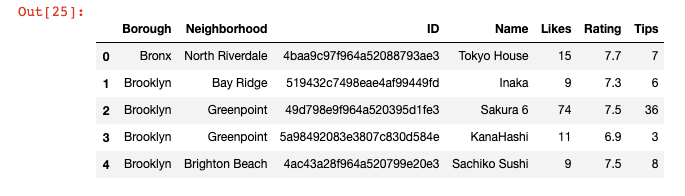 Out[25]:
Borough Neighborhood ID Name Likes Rating Tips
0 Bronx North Riverdale 4baa9c97f964a52088793ae3 Tokyo House 15 7.7 7
1 Brooklyn Bay Ridge 519432c7498eae4af99449fd Inaka 9 7.3 6
2 Brooklyn Greenpoint 49d798e9f964a520395d1fe3 Sakura 6 74 7.5 36
3 Brooklyn Greenpoint 5a98492083e3807c830d584e KanaHashi 11 6.9 3
4 Brooklyn Brighton Beach 4ac43a28f964a520799e20e3 Sachiko Sushi 9 7.5 8